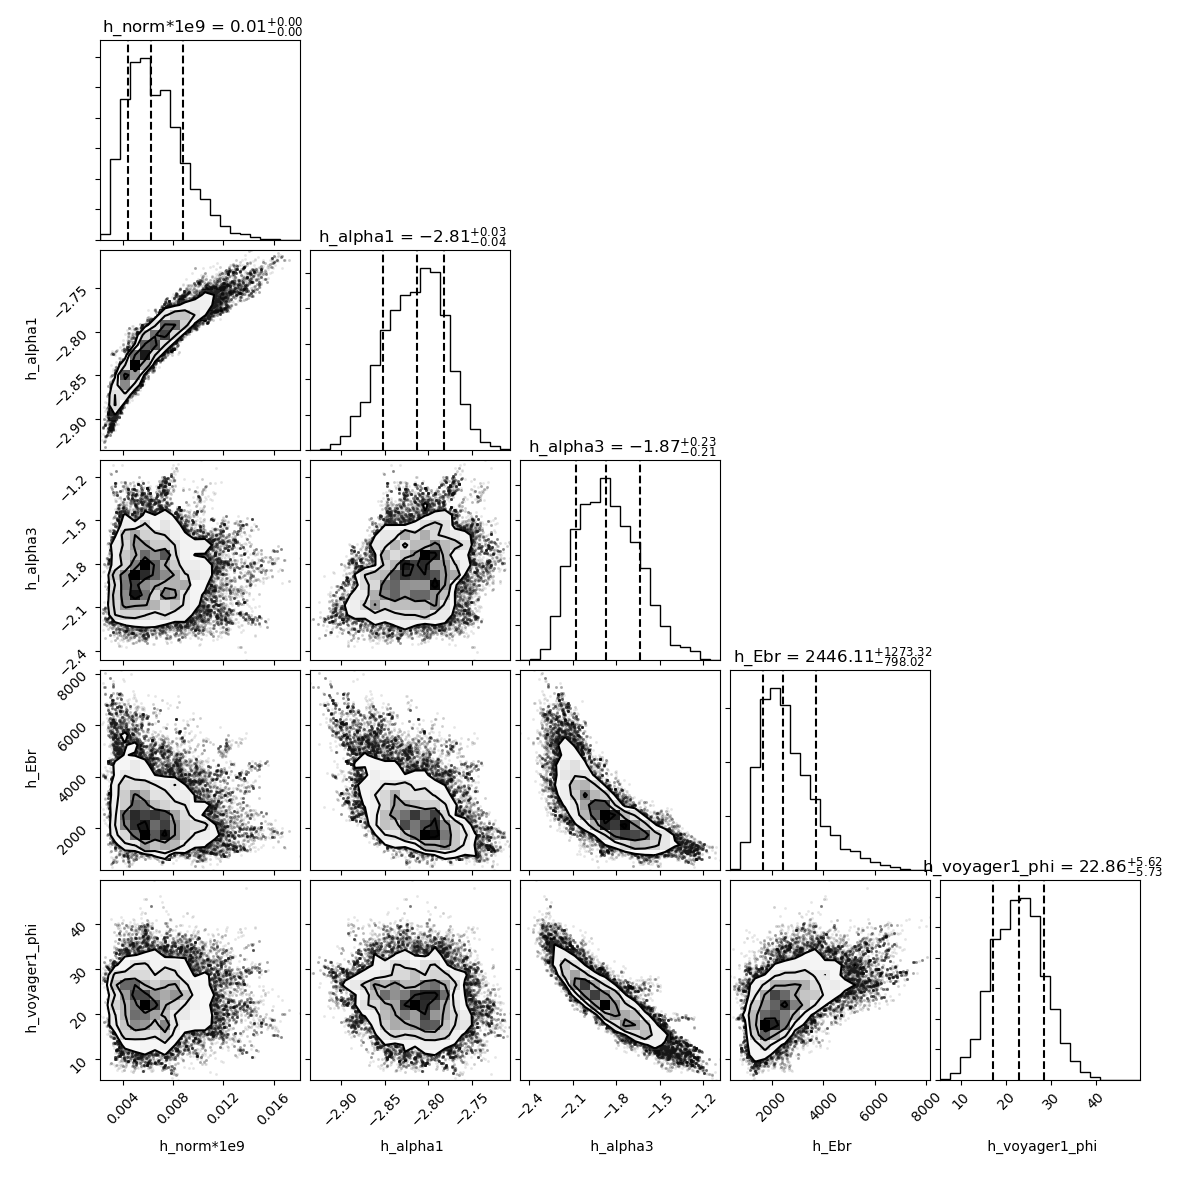 h_norm*1e9 = 0.01+0.00−0.00
h_alpha1 = −2.81+0.03−0.04
h_alpha1
−2.75
−2.80
−2.85
−2.90
h_alpha3 = −1.87+0.23−0.21
h_alpha3
−1.2
−1.5
−1.8
−2.1
−2.4
h_Ebr = 2446.11+1273.32−798.02
h_Ebr
8000
6000
4000
2000
h_voyager1_phi = 22.86+5.62−5.73
h_voyager1_phi
40
30
20
10
0.004 0.008 0.012 0.016 −2.90 −2.85 −2.80 −2.75 −2.4 −2.1 −1.8 −1.5 −1.2 2000 4000 6000 8000 10 20 30 40
h_norm*1e9 h_alpha1 h_alpha3 h_Ebr h_voyager1_phi